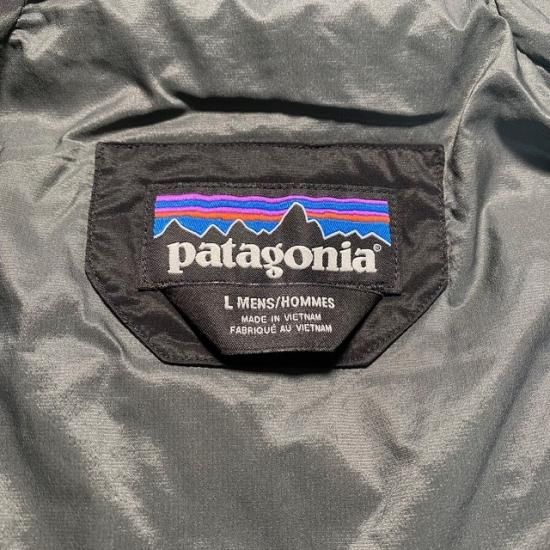 patagonia®
L MENS/HOMMES
MADE IN VIETNAM
FABRIQUÉ AU VIETNAM